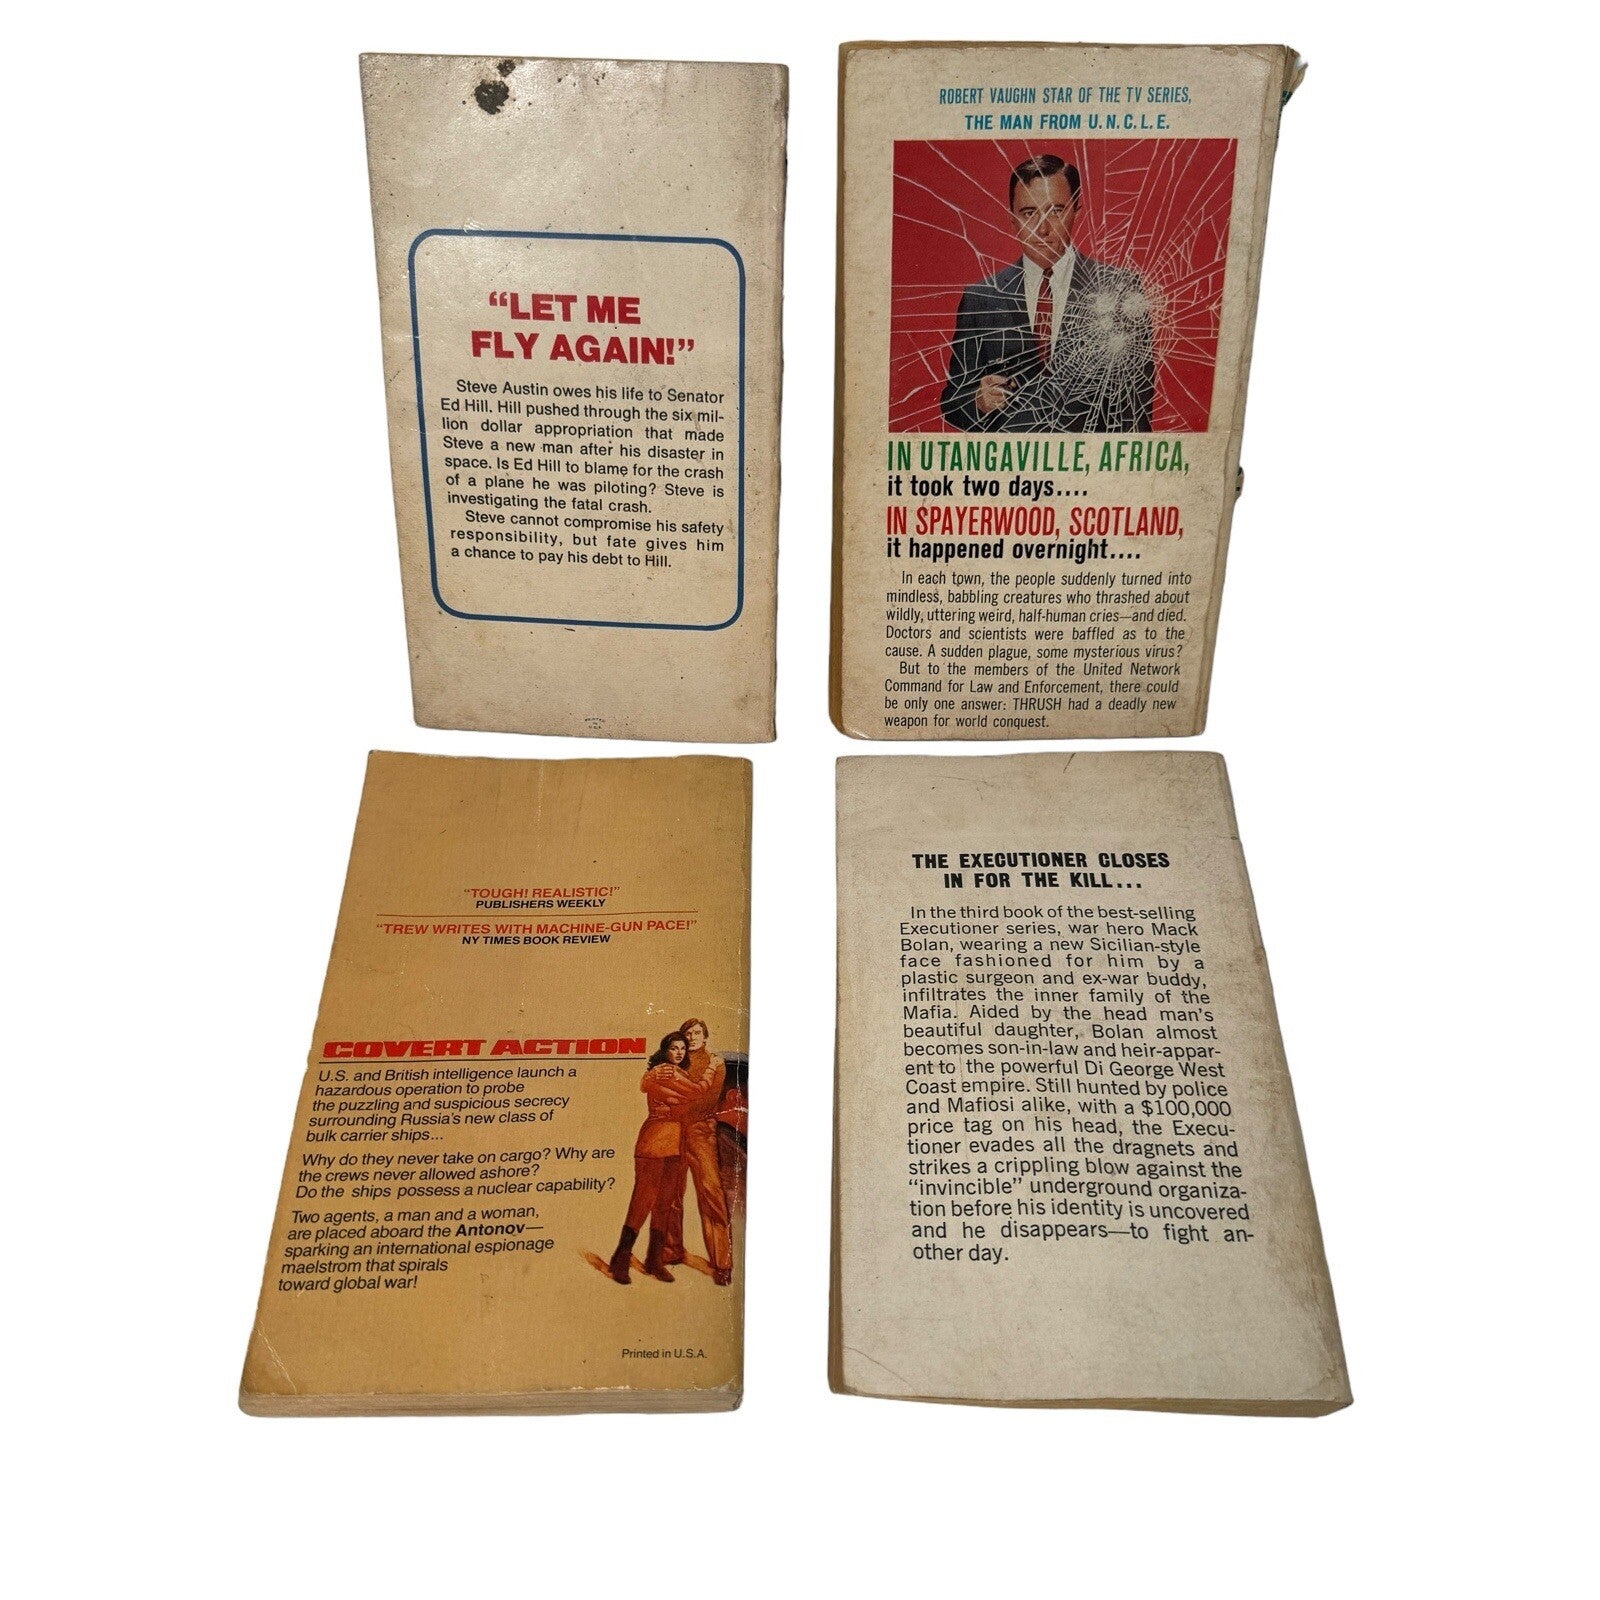 “LET ME
FLY AGAIN!”
Steve Austin owes his life to Senator
Ed Hill. Hill pushed through the six mil-
lion dollar appropriation that made
Steve a new man after his disaster in
space. Is Ed Hill to blame for the crash
of a plane he was piloting? Steve is
investigating the fatal crash.
Steve cannot compromise his safety
responsibility, but fate gives him
a chance to pay his debt to Hill.
PRINTED
IN
U.S.A.
ROBERT VAUGHN STAR OF THE TV SERIES,
THE MAN FROM U.N.C.L.E.
IN UTANGAVILLE, AFRICA,
it took two days....
IN SPAYERWOOD, SCOTLAND,
it happened overnight....
In each town, the people suddenly turned into
mindless, babbling creatures who thrashed about
wildly, uttering weird, half-human cries—and died.
Doctors and scientists were baffled as to the
cause. A sudden plague, some mysterious virus?
But to the members of the United Network
Command for Law and Enforcement, there could
be only one answer: THRUSH had a deadly new
weapon for world conquest.
“TOUGH! REALISTIC!”
PUBLISHERS WEEKLY
“TREW WRITES WITH MACHINE-GUN PACE!”
NY TIMES BOOK REVIEW
COVERT ACTION
U.S. and British intelligence launch a
hazardous operation to probe
the puzzling and suspicious secrecy
surrounding Russia's new class of
bulk carrier ships...
Why do they never take on cargo? Why are
the crews never allowed ashore?
Do the ships possess a nuclear capability?
Two agents, a man and a woman,
are placed aboard the Antonov—
sparking an international espionage
maelstrom that spirals
toward global war!
Printed in U.S.A.
THE EXECUTIONER CLOSES
IN FOR THE KILL...
In the third book of the best-selling
Executioner series, war hero Mack
Bolan, wearing a new Sicilian-style
face fashioned for him by a
plastic surgeon and ex-war buddy,
infiltrates the inner family of the
Mafia. Aided by the head man's
beautiful daughter, Bolan almost
becomes son-in-law and heir-appar-
ent to the powerful Di George West
Coast empire. Still hunted by police
and Mafiosi alike, with a $100,000
price tag on his head, the Execu-
tioner evades all the dragnets and
strikes a crippling blow against the
“invincible” underground organiza-
tion before his identity is uncovered
and he disappears—to fight an-
other day.